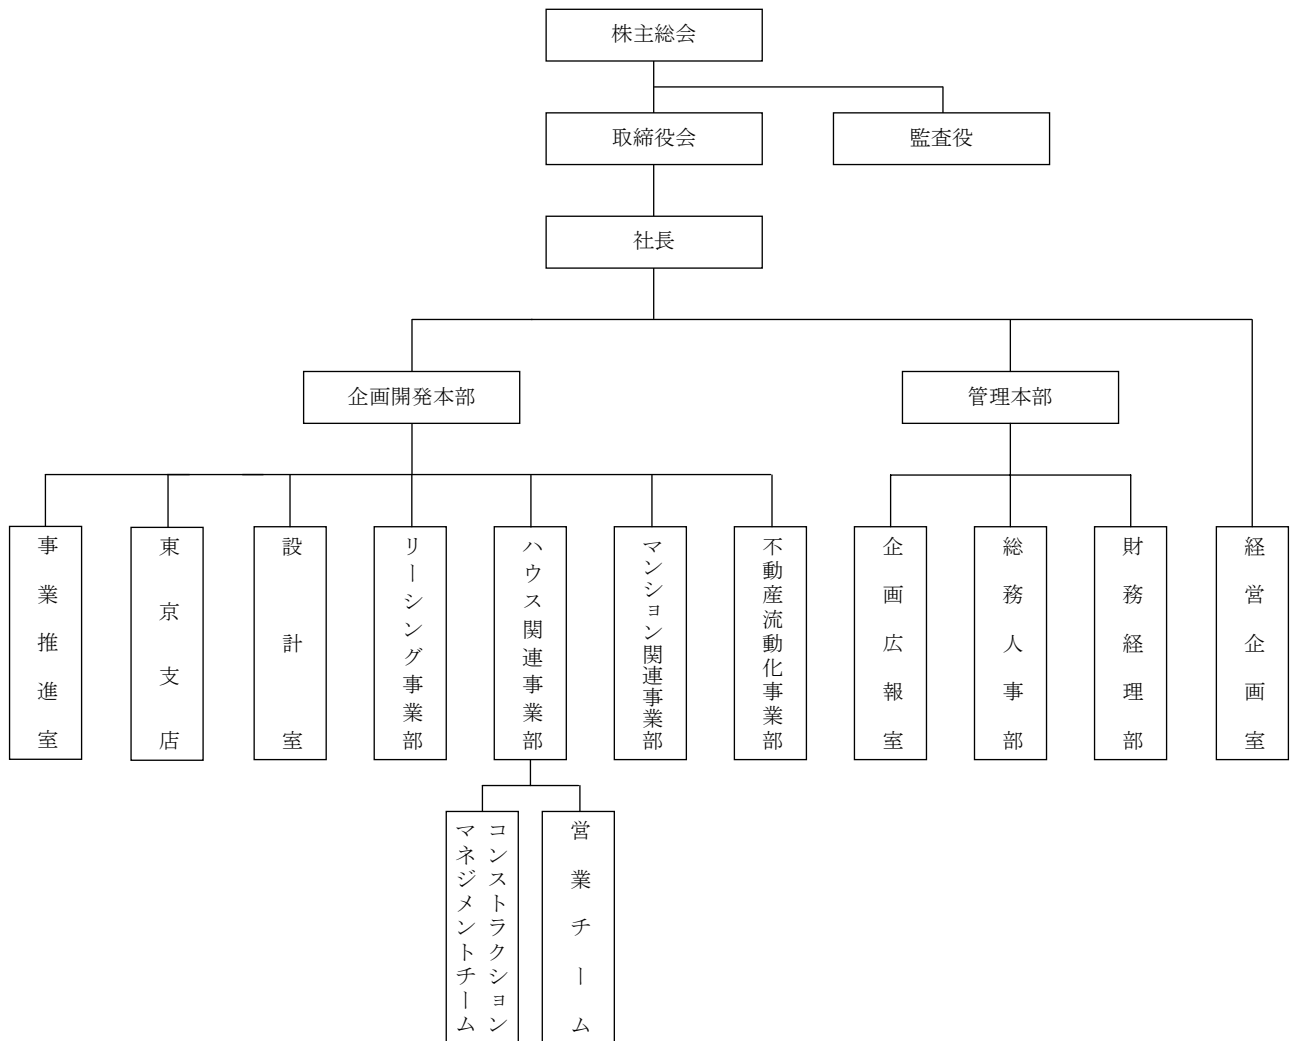 株主総会
取締役会
監査役
社長
企画開発本部
管理本部
事業推進室
東京支店
設計室
リーシング事業部
ハウス関連事業部
マンション関連事業部
不動産流動化事業部
企画広報室
総務人事部
財務経理部
経営企画室
コンストラクション
マネジメントチーム
営業チーム